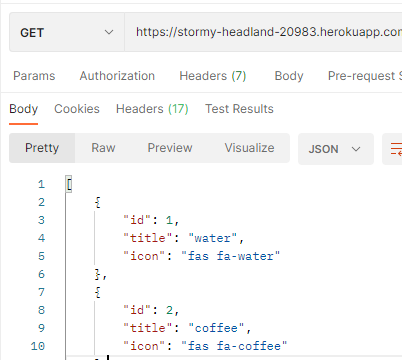 GET https://stormy-headland-20983.herokuapp.com
Params Authorization Headers (7) Body Pre-request S
Body Cookies Headers (17) Test Results
Pretty Raw Preview Visualize JSON
1 [
2 {
3 "id": 1,
4 "title": "water",
5 "icon": "fas fa-water"
6 },
7 {
8 "id": 2,
9 "title": "coffee",
10 "icon": "fas fa-coffee"